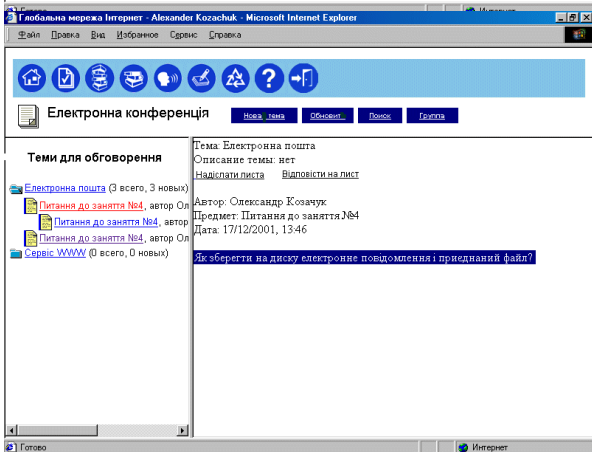 Готово
Интернет
Глобальна мережа Інтернет - Alexander Kozachuk - Microsoft Internet Explorer
Файл Правка Вид Избранное Сервис Справка
Електронна конференція
Нова тема Обновить Поиск Группа
Теми для обговорення
Електронна пошта (3 всего, 3 новых)
Питання до заняття №4, автор Ол
Питання до заняття №4, автор
Питання до заняття №4, автор Ол
Сервіс WWW (0 всего, 0 новых)
Тема: Електронна пошта
Описание темы: нет
Надіслати листа Відповісти на лист
Автор: Олександр Козачук
Предмет: Питання до заняття №4
Дата: 17/12/2001, 13:46
Як зберегти на диску електронне повідомлення і приєднаний файл?
Готово
Интернет